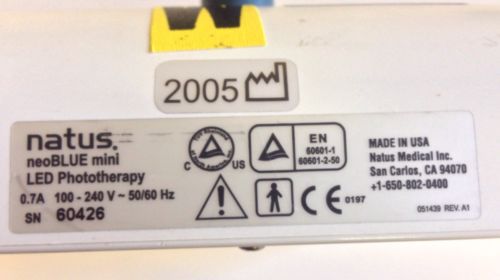 2005
natus.
neoBLUE mini
LED Phototherapy
0.7A 100 - 240 V ~ 50/60 Hz
SN 60426
C US
EN
60601-1
60601-2-50
CE 0197
MADE IN USA
Natus Medical Inc.
San Carlos, CA 94070
+1-650-802-0400
051439 REV. A1